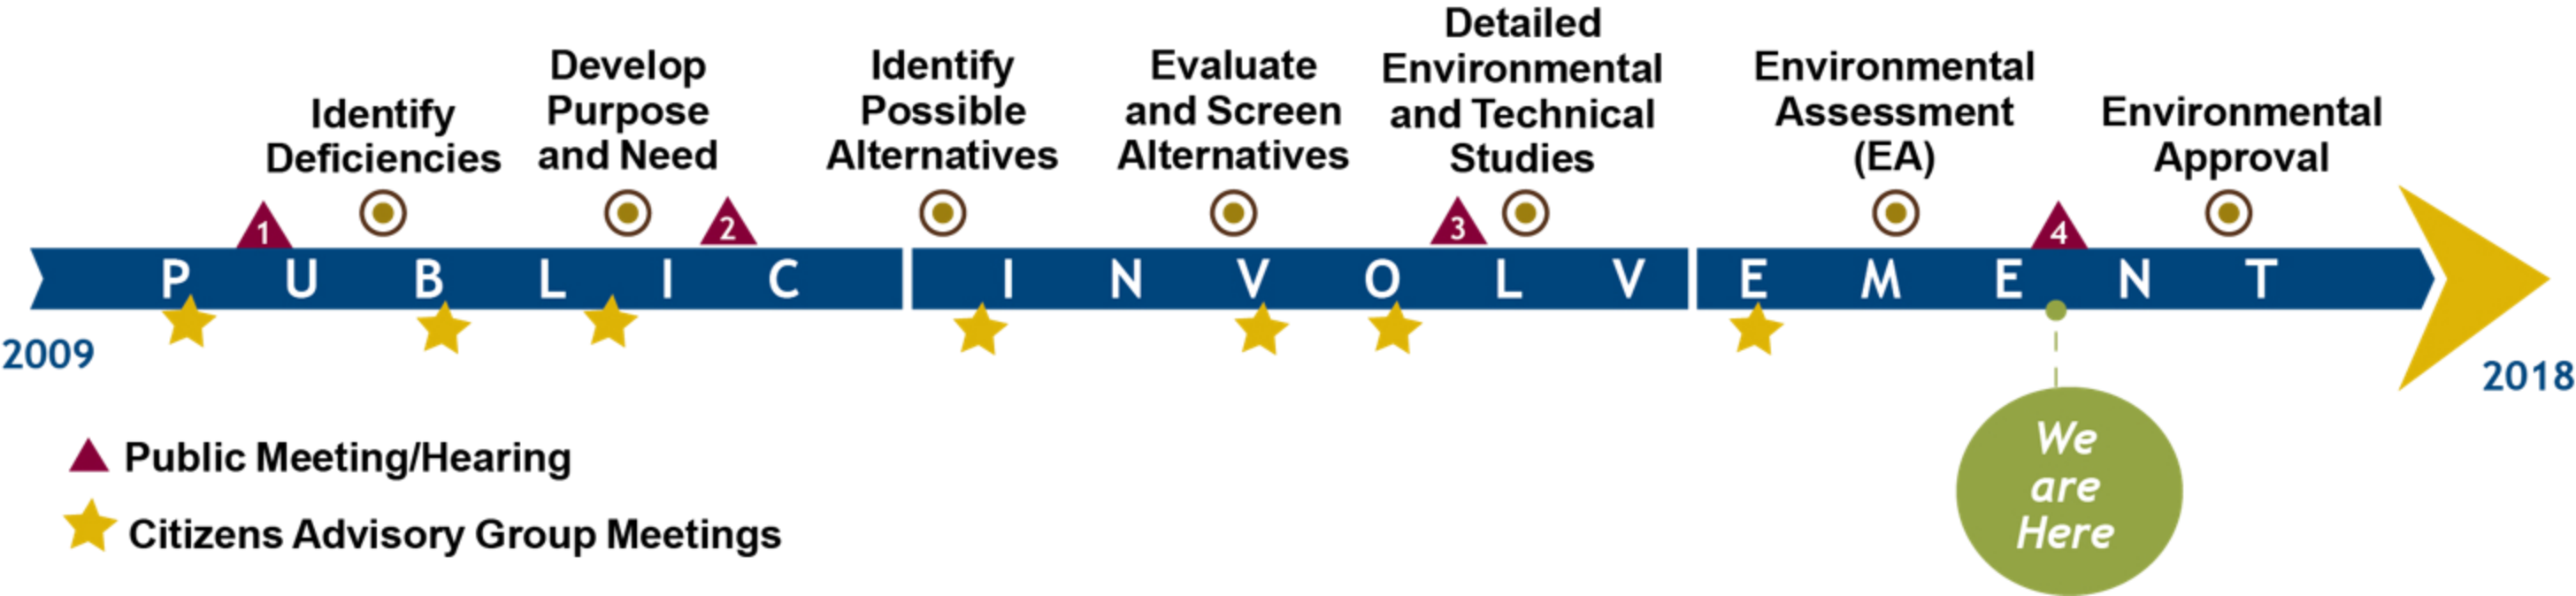 Identify
Deficiencies
Develop
Purpose
and Need
Identify
Possible
Alternatives
Evaluate
and Screen
Alternatives
Detailed
Environmental
and Technical
Studies
Environmental
Assessment
(EA)
Environmental
Approval
1
2
3
4
PUBLIC INVOLVEMENT
2009
2018
We
are
Here
Public Meeting/Hearing
Citizens Advisory Group Meetings